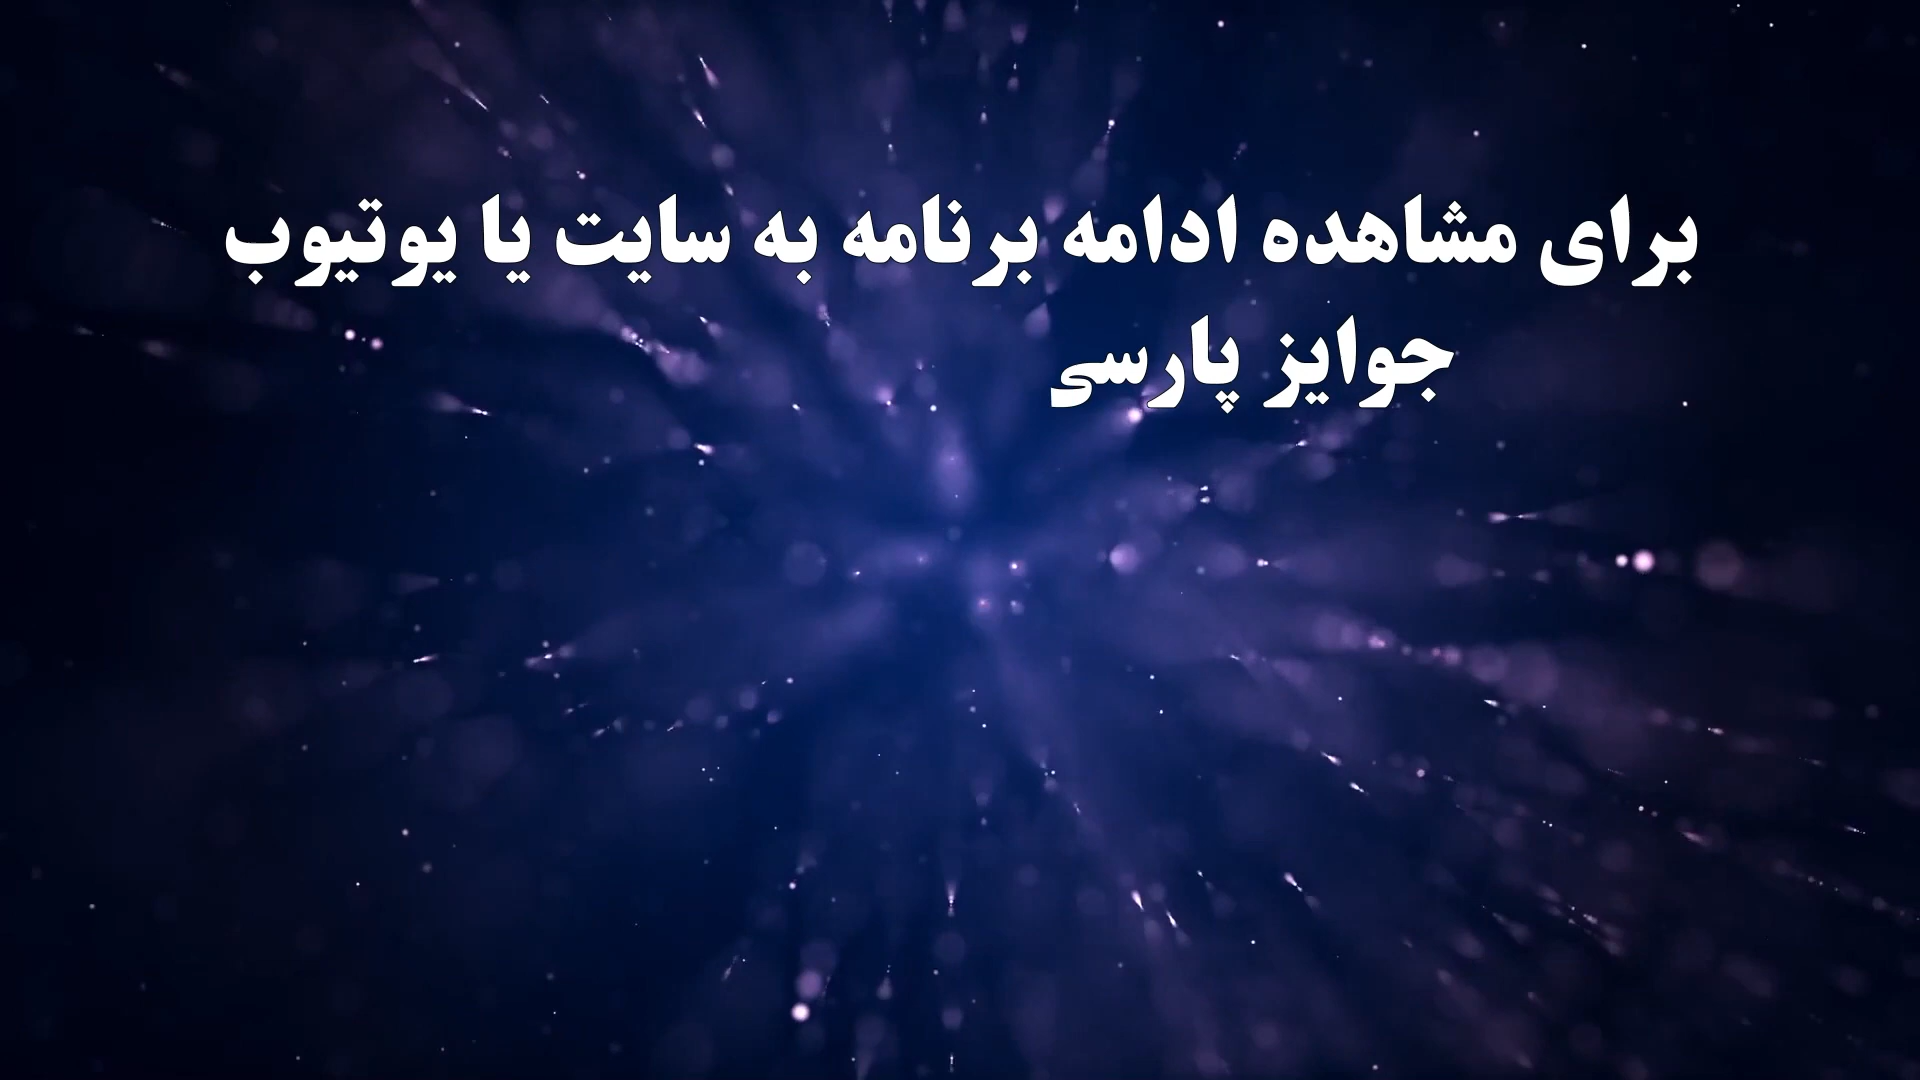 برای مشاهده ادامه برنامه به سایت یا یوتیوب
جوایز پارسی